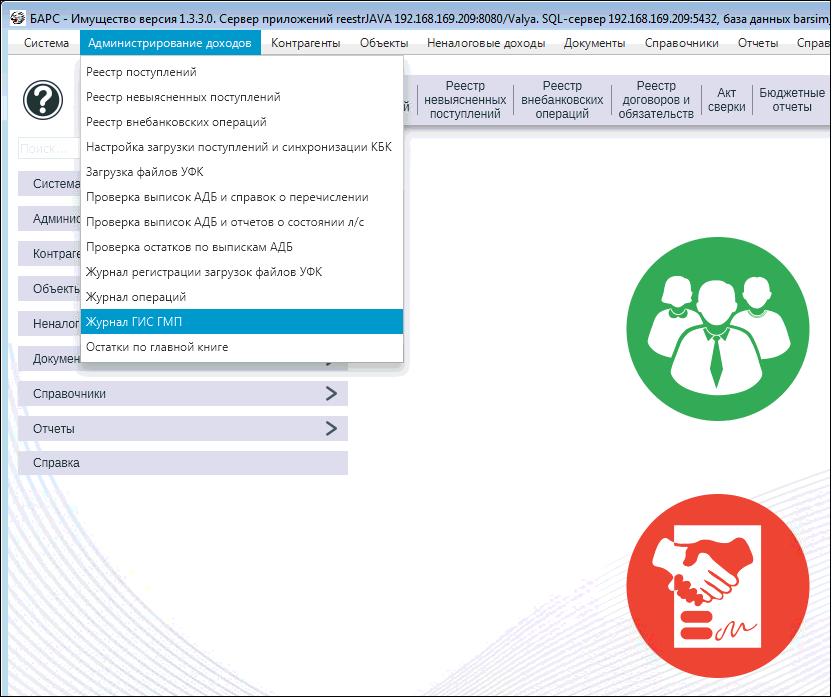 БАРС - Имущество версия 1.3.3.0. Сервер приложений reestrJAVA 192.168.169.209:8080/Valya. SQL-сервер 192.168.169.209:5432, база данных barsim_
Система Администрирование доходов Контрагенты Объекты Неналоговые доходы Документы Справочники Отчеты Справ
Реестр поступлений
Реестр невыясненных поступлений
Реестр внебанковских операций
Настройка загрузки поступлений и синхронизации КБК
Загрузка файлов УФК
Проверка выписок АДБ и справок о перечислении
Проверка выписок АДБ и отчетов о состоянии л/с
Проверка остатков по выпискам АДБ
Журнал регистрации загрузок файлов УФК
Журнал операций
Журнал ГИС ГМП
Остатки по главной книге
й
Реестр
невыясненных
поступлений
Реестр
внебанковских
операций
Реестр
договоров и
обязательств
Акт
сверки
Бюджетные
отчеты
Поиск...
Система
Админис
Контраге
Объекты
Неналог
Докумен
Справочники
Отчеты
Справка